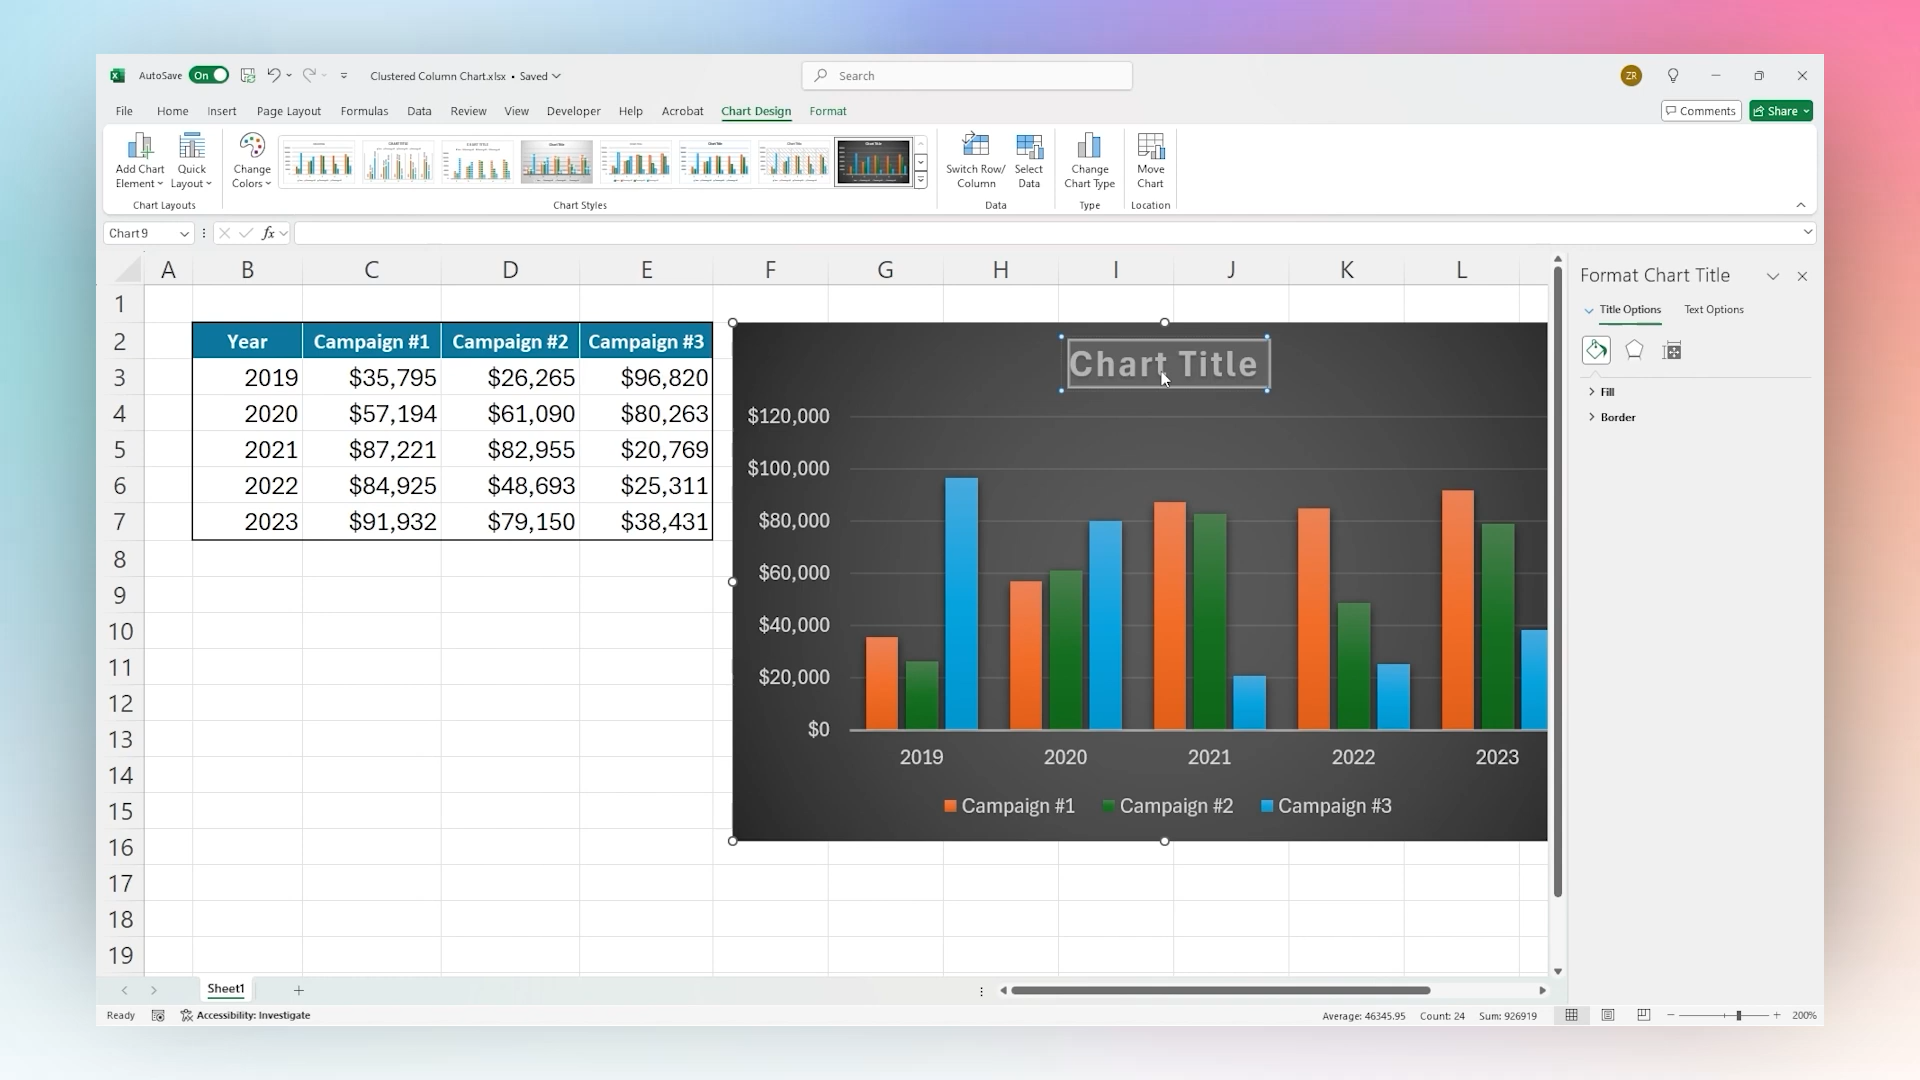 AutoSave On Clustered Column Chart.xlsx • Saved Search ZR
File Home Insert Page Layout Formulas Data Review View Developer Help Acrobat Chart Design Format Comments Share
Add Chart Element Quick Layout Change Colors Switch Row/ Column Select Data Change Chart Type Move Chart
Chart Layouts Chart Styles Data Type Location
Chart 9 fx
A B C D E F G H I J K L
1
2 Year Campaign #1 Campaign #2 Campaign #3
3 2019 $35,795 $26,265 $96,820
4 2020 $57,194 $61,090 $80,263
5 2021 $87,221 $82,955 $20,769
6 2022 $84,925 $48,693 $25,311
7 2023 $91,932 $79,150 $38,431
8
9
10
11
12
13
14
15
16
17
18
19
Chart Title
$120,000
$100,000
$80,000
$60,000
$40,000
$20,000
$0
2019 2020 2021 2022 2023
Campaign #1 Campaign #2 Campaign #3
Format Chart Title
Title Options Text Options
Fill
Border
Sheet1
Ready Accessibility: Investigate Average: 46345.95 Count: 24 Sum: 926919 200%